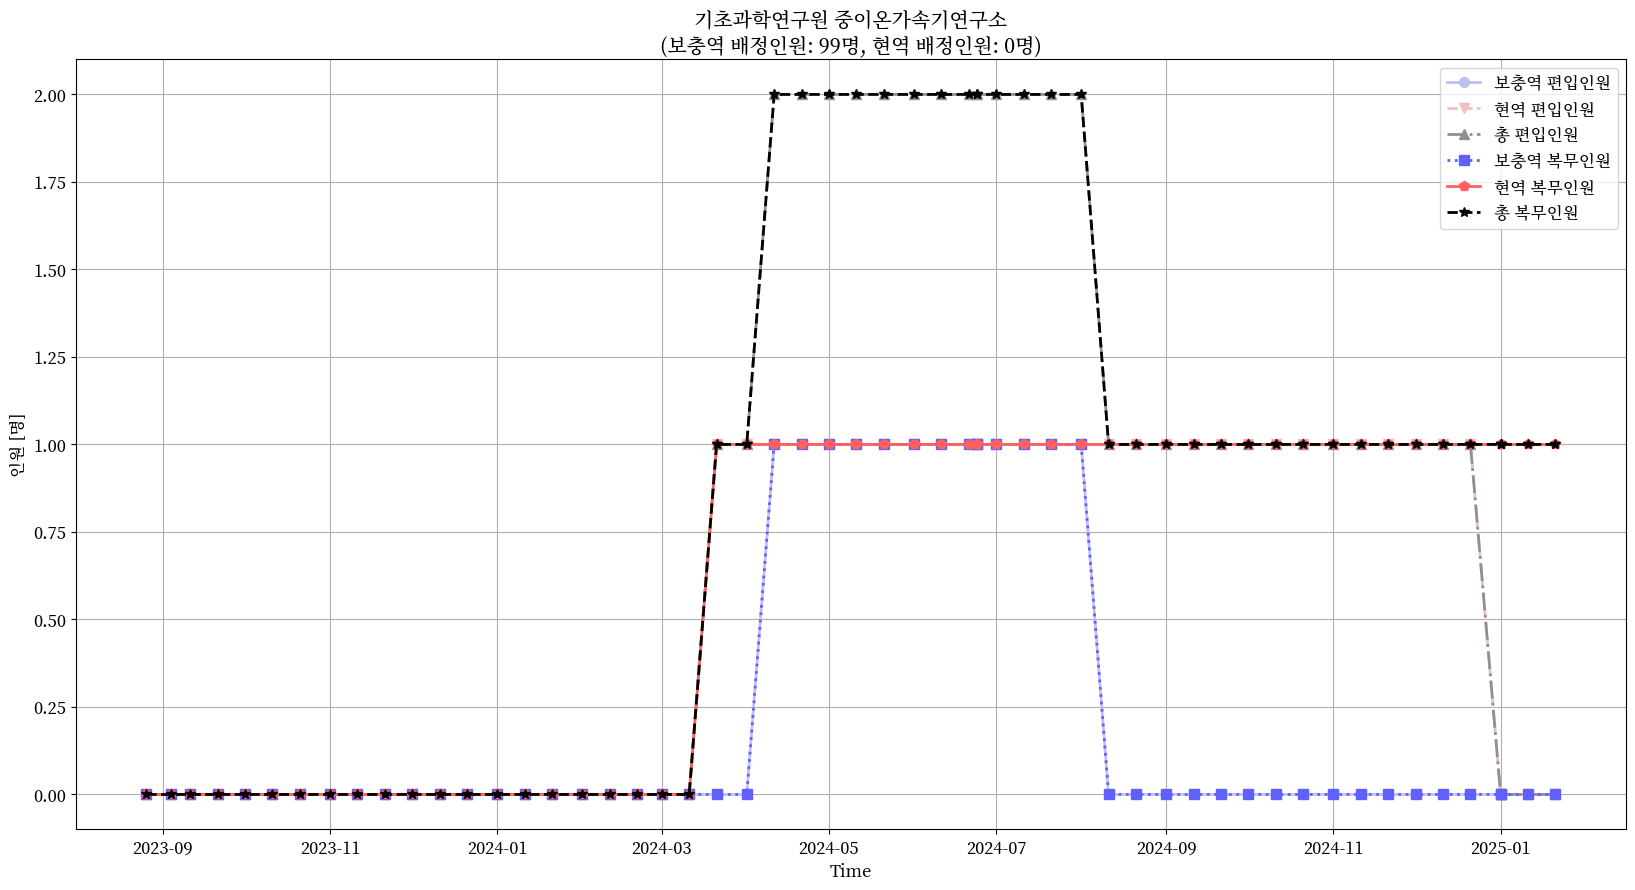 기초과학연구원 중이온가속기연구소
(보충역 배정인원: 99명, 현역 배정인원: 0명)
보충역 편입인원
현역 편입인원
총 편입인원
보충역 복무인원
현역 복무인원
총 복무인원
인원 [명]
2.00
1.75
1.50
1.25
1.00
0.75
0.50
0.25
0.00
2023-09
2023-11
2024-01
2024-03
2024-05
2024-07
2024-09
2024-11
2025-01
Time